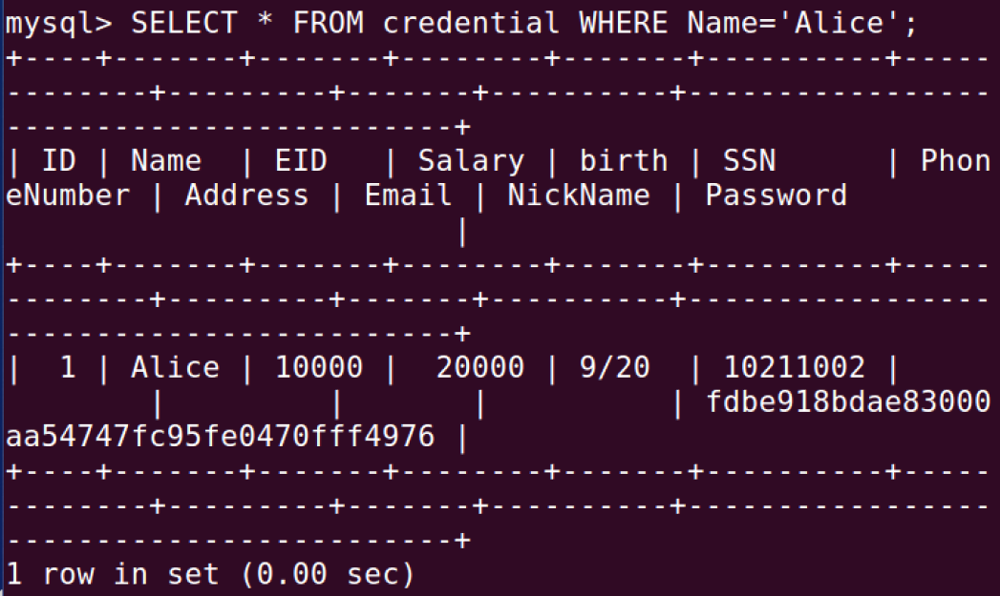 mysql> SELECT * FROM credential WHERE Name='Alice';
+----+-------+-------+--------+-------+----------+-----
--------+---------+-------+----------+-----------------
-------------------------+
| ID | Name  | EID   | Salary | birth | SSN      | Phon
eNumber | Address | Email | NickName | Password
                         |
+----+-------+-------+--------+-------+----------+-----
--------+---------+-------+----------+-----------------
-------------------------+
|  1 | Alice | 10000 |  20000 | 9/20  | 10211002 |
        |         |       |          | fdbe918bdae83000
aa54747fc95fe0470fff4976 |
+----+-------+-------+--------+-------+----------+-----
--------+---------+-------+----------+-----------------
-------------------------+
1 row in set (0.00 sec)